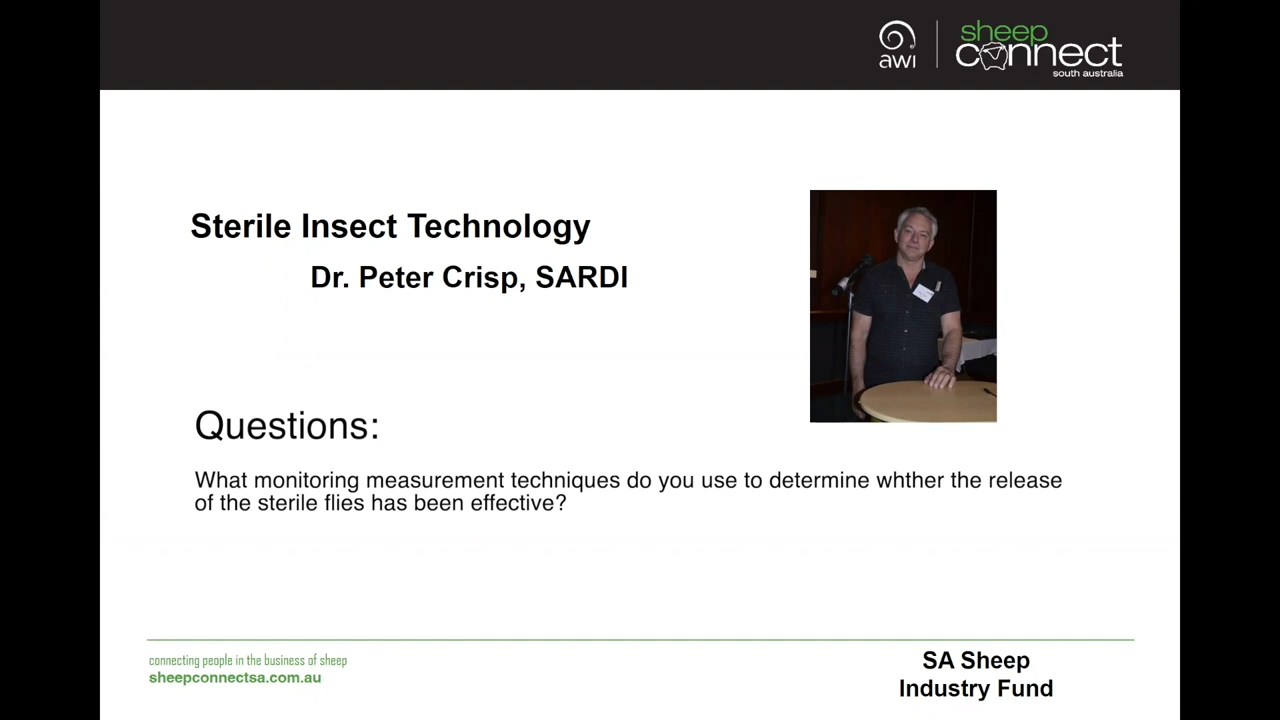 awi
sheep
connect
south australia
Sterile Insect Technology
Dr. Peter Crisp, SARDI
Questions:
What monitoring measurement techniques do you use to determine whther the release
of the sterile flies has been effective?
connecting people in the business of sheep
sheepconnectsa.com.au
SA Sheep
Industry Fund